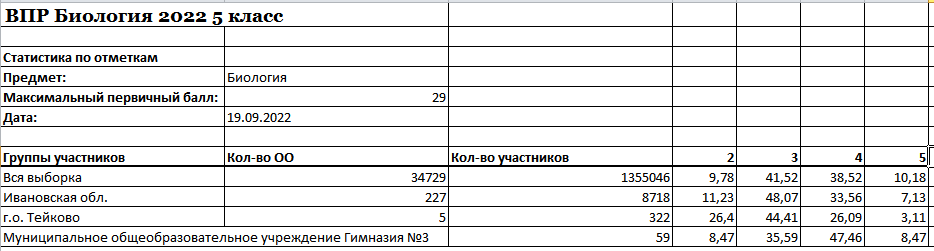 ВПР Биология 2022 5 класс
Статистика по отметкам
Предмет: Биология
Максимальный первичный балл: 29
Дата: 19.09.2022
Группы участников Кол-во ОО Кол-во участников 2 3 4 5
Вся выборка 34729 1355046 9,78 41,52 38,52 10,18
Ивановская обл. 227 8718 11,23 48,07 33,56 7,13
г.о. Тейково 5 322 26,4 44,41 26,09 3,11
Муниципальное общеобразовательное учреждение Гимназия №3 59 8,47 35,59 47,46 8,47